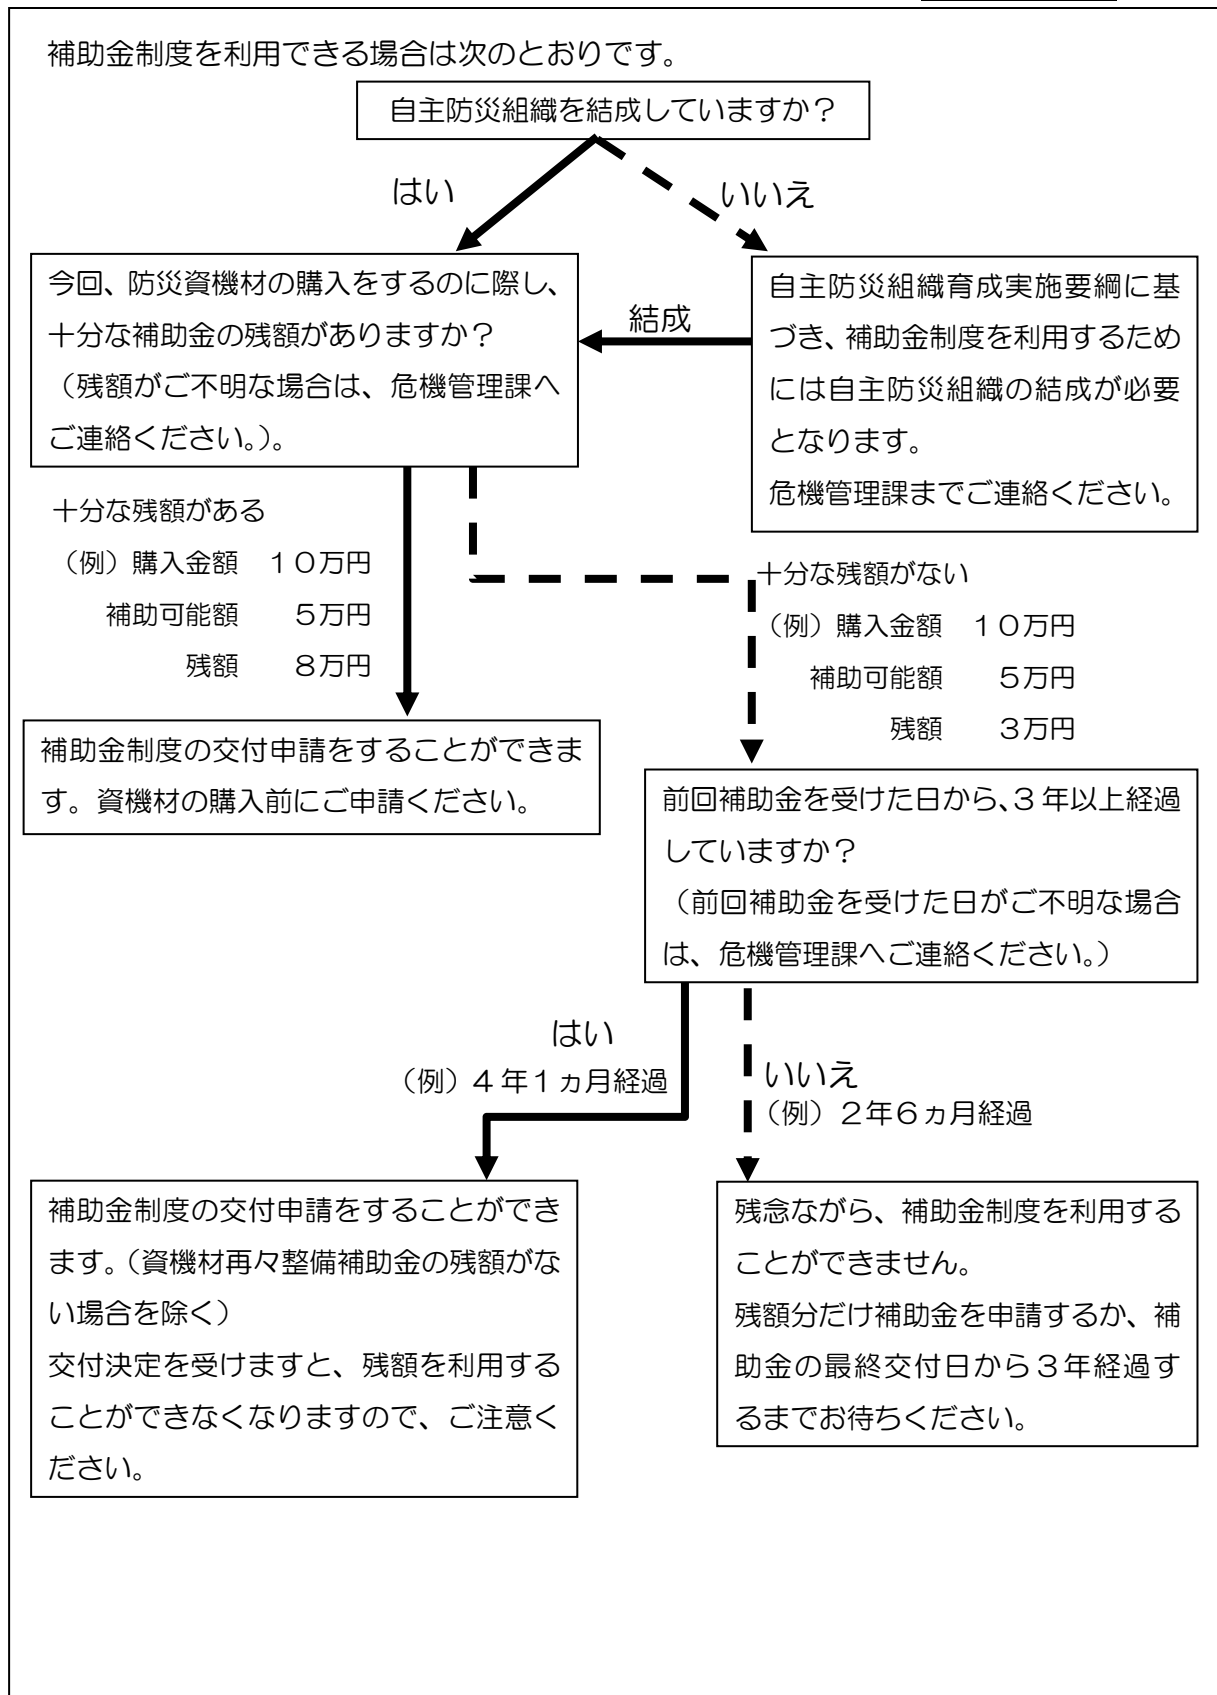 補助金制度を利用できる場合は次のとおりです。
自主防災組織を結成していますか？
はい
いいえ
今回、防災資機材の購入をするのに際し、
十分な補助金の残額がありますか？
（残額がご不明な場合は、危機管理課へ
ご連絡ください。）。
結成
自主防災組織育成実施要綱に基
づき、補助金制度を利用するため
には自主防災組織の結成が必要
となります。
危機管理課までご連絡ください。
十分な残額がある
（例）購入金額　１０万円
補助可能額　　５万円
残額　　８万円
十分な残額がない
（例）購入金額　１０万円
補助可能額　　５万円
残額　　３万円
補助金制度の交付申請をすることができま
す。資機材の購入前にご申請ください。
前回補助金を受けた日から、３年以上経過
していますか？
（前回補助金を受けた日がご不明な場合
は、危機管理課へご連絡ください。）
はい
（例）４年１ヵ月経過
いいえ
（例）２年６ヵ月経過
補助金制度の交付申請をすることができ
ます。（資機材再々整備補助金の残額がな
い場合を除く）
交付決定を受けますと、残額を利用する
ことができなくなりますので、ご注意く
ださい。
残念ながら、補助金制度を利用する
ことができません。
残額分だけ補助金を申請するか、補
助金の最終交付日から３年経過す
るまでお待ちください。